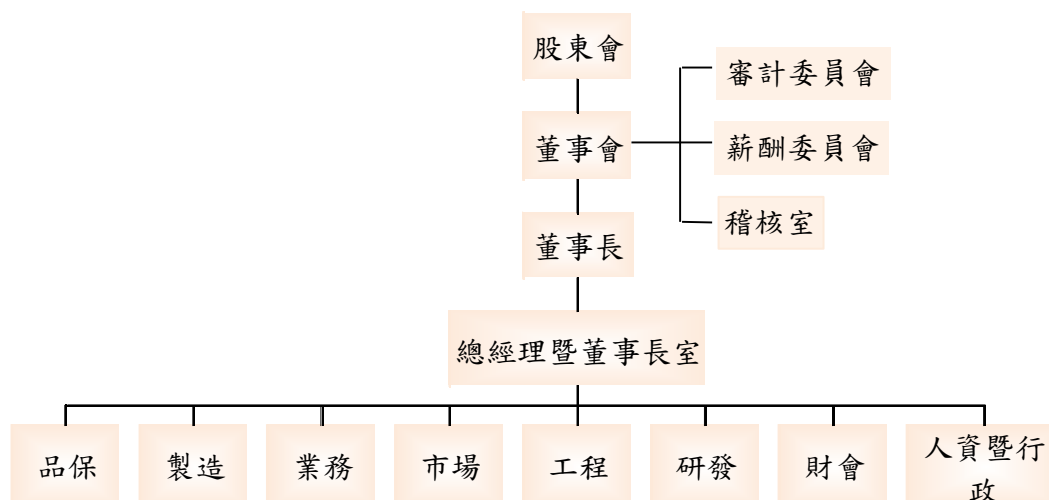 股東會
審計委員會
董事會
薪酬委員會
稽核室
董事長
總經理暨董事長室
品保
製造
業務
市場
工程
研發
財會
人資暨行
政